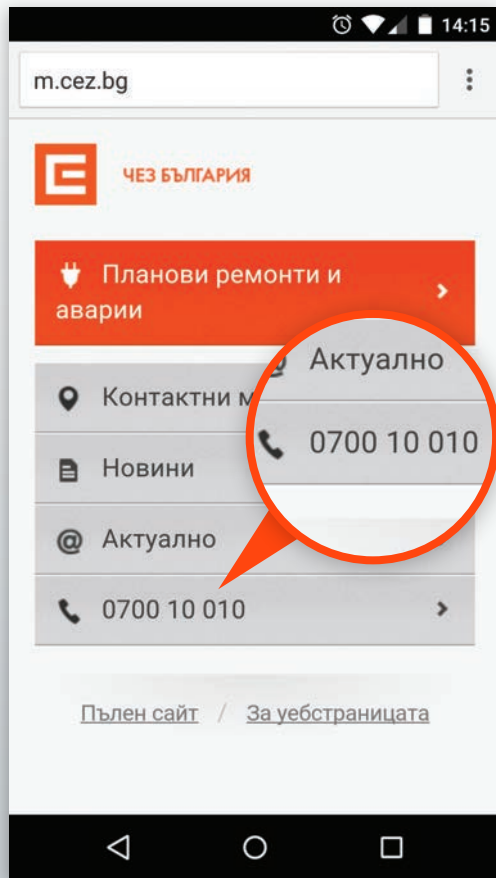 14:15
m.cez.bg
ЧЕЗ БЪЛГАРИЯ
Планови ремонти и
аварии
Контактни м
Новини
@ Актуално
0700 10 010
Актуално
0700 10 010
Пълен сайт / За уебстраницата